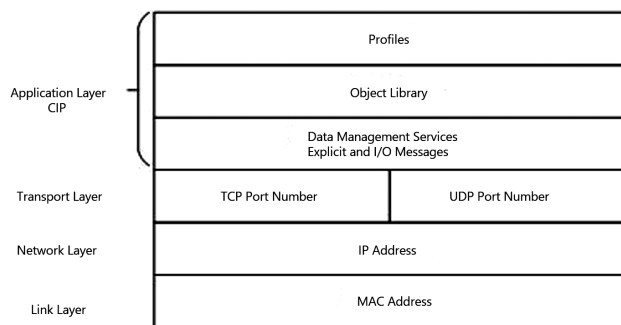 Profiles
Application Layer
CIP
Object Library
Data Management Services
Explicit and I/O Messages
Transport Layer
TCP Port Number
UDP Port Number
Network Layer
IP Address
Link Layer
MAC Address